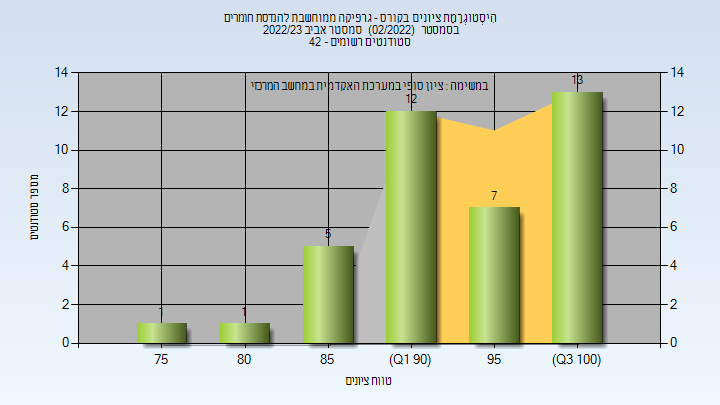 הִיסְטוֹגְרָמַת ציונים בקורס - גרפיקה ממוחשבת להנדסת חומרים
בסמסטר (02/2022) סמסטר אביב 2022/23
סטודנטים רשומים - 42
במשימה : ציון סופי במערכת האקדמית במחשב המרכזי
מספר סטודנטים
14 14
12 12
10 10
8 8
6 6
4 4
2 2
0 0
1 1 5 12 7 13
75 80 85 (Q1 90) 95 (Q3 100)
טווח ציונים